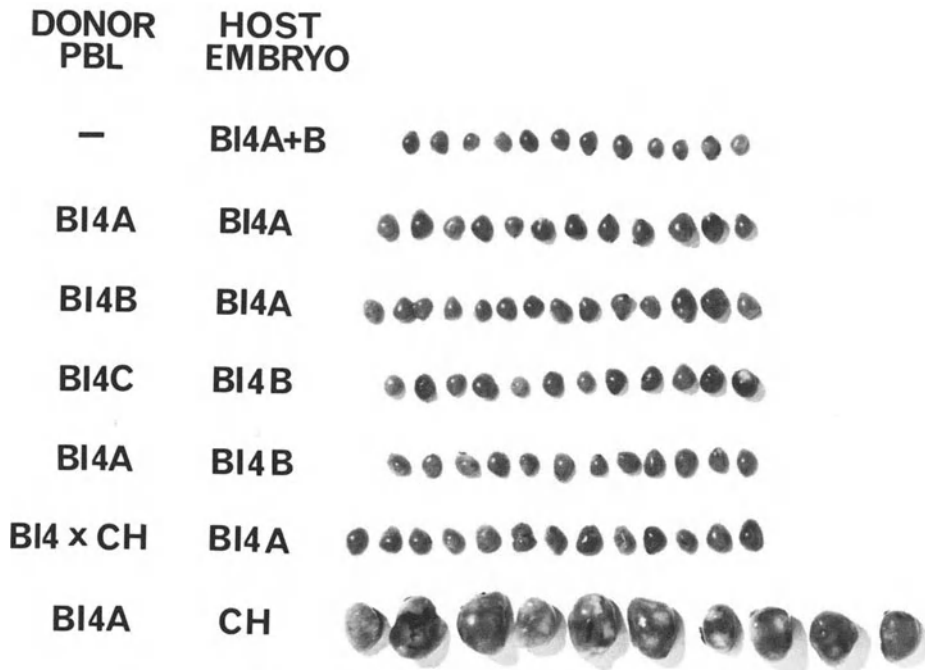 DONOR HOST
PBL EMBRYO
– BI4A+B
BI4A BI4A
BI4B BI4A
BI4C BI4B
BI4A BI4B
BI4 x CH BI4A
BI4A CH